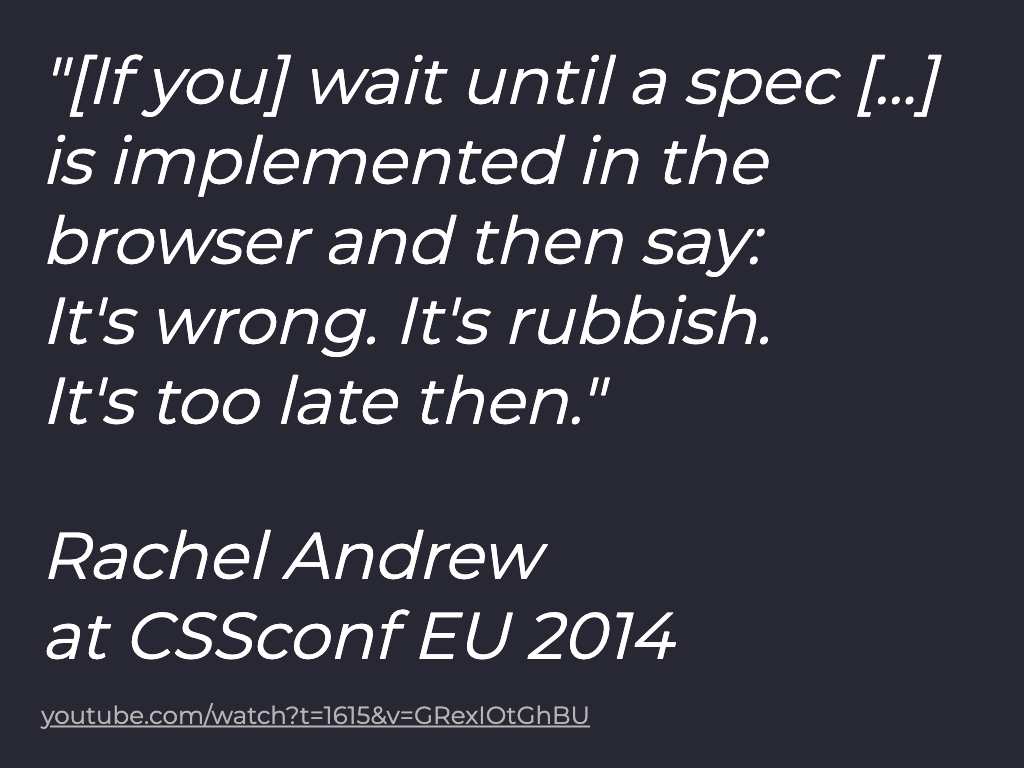 "[If you] wait until a spec [...]
is implemented in the
browser and then say:
It's wrong. It's rubbish.
It's too late then."
Rachel Andrew
at CSSconf EU 2014
youtube.com/watch?t=1615&v=GRexIOtGhBU